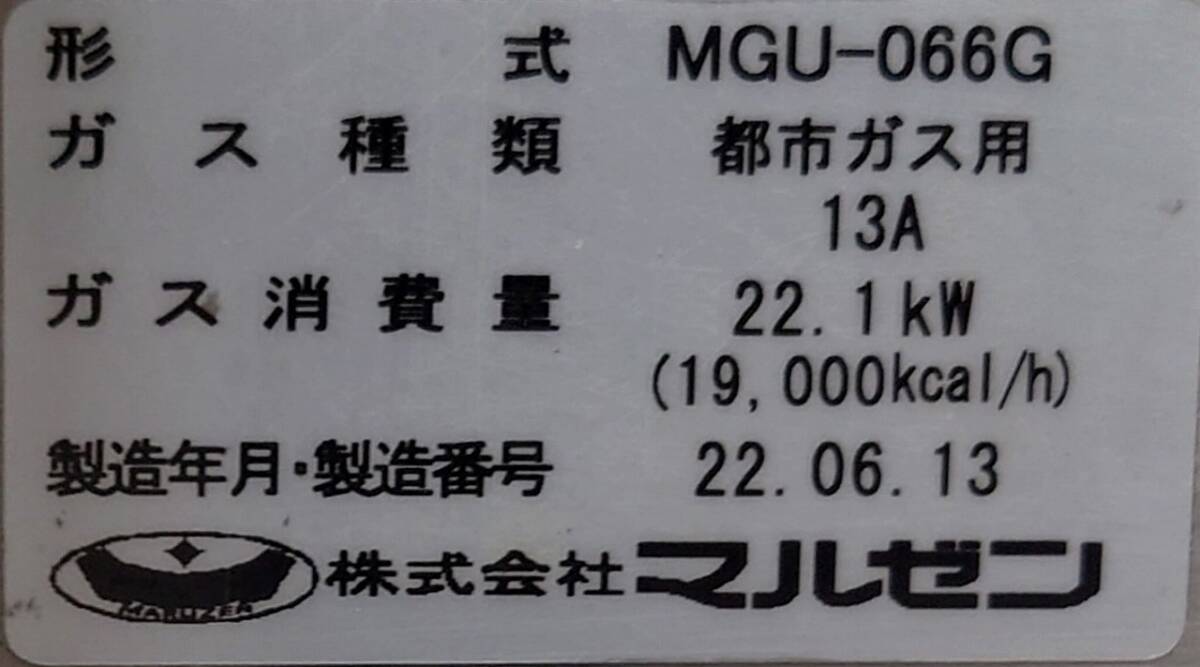 形式 MGU-066G
ガス種類 都市ガス用
13A
ガス消費量 22.1kW
(19,000kcal/h)
製造年月・製造番号 22.06.13
MARUZEN 株式会社マルゼン